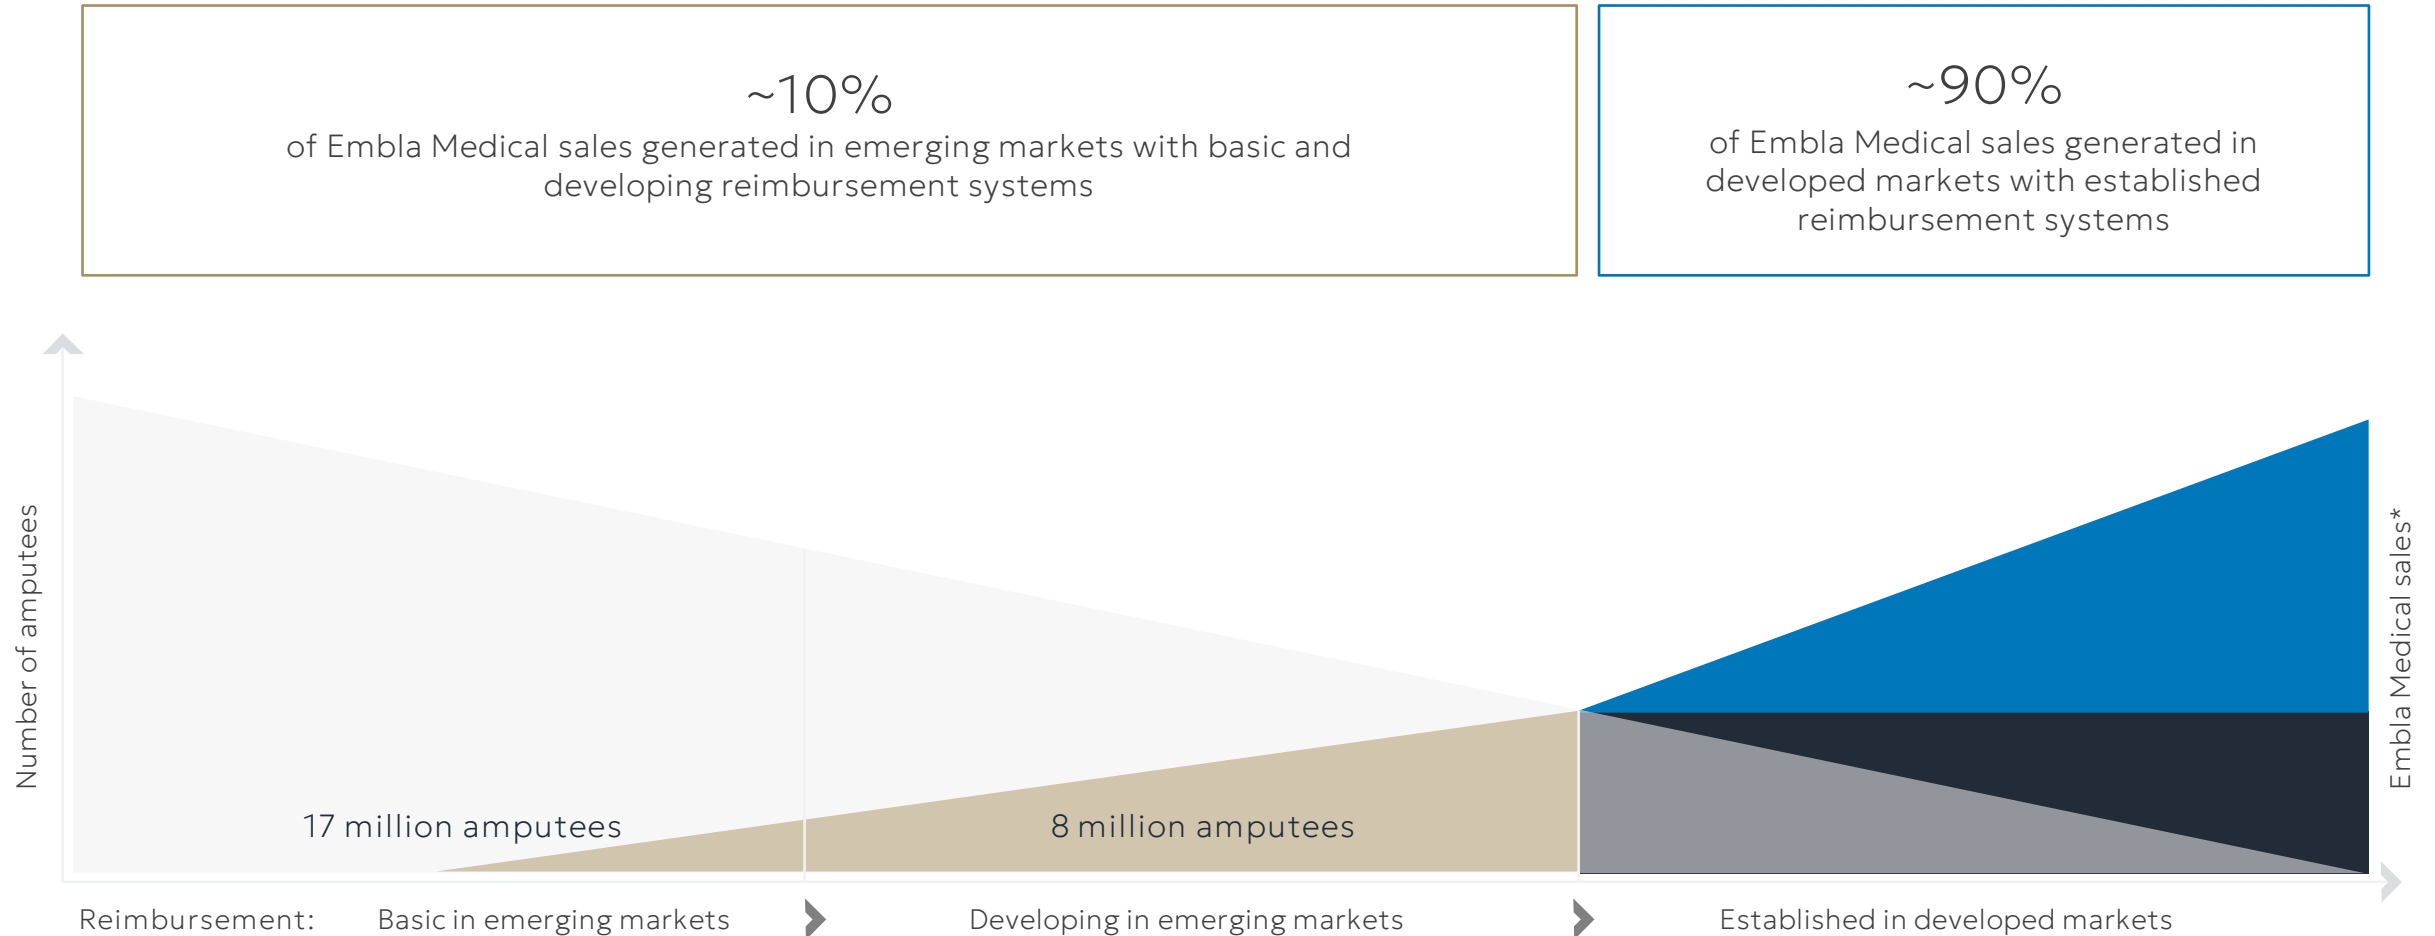 ~10%
of Embla Medical sales generated in emerging markets with basic and
developing reimbursement systems
~90%
of Embla Medical sales generated in
developed markets with established
reimbursement systems
Number of amputees
17 million amputees
8 million amputees
Embla Medical sales*
Reimbursement:
Basic in emerging markets
Developing in emerging markets
Established in developed markets